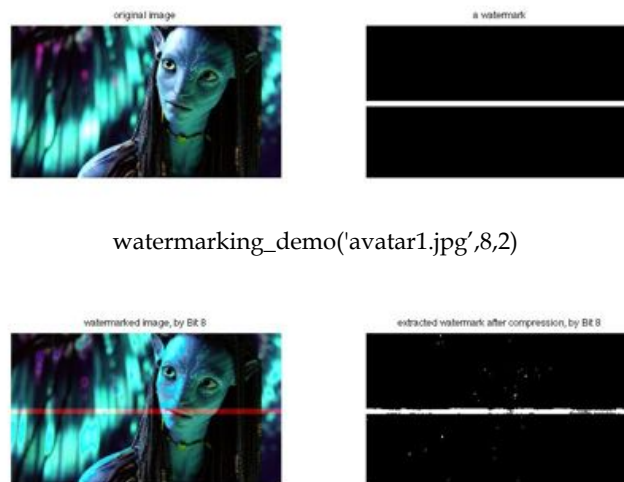 original image
a watermark
watermarking_demo('avatar1.jpg',8,2)
watermarked image, by Bit 8
extracted watermark after compression, by Bit 8